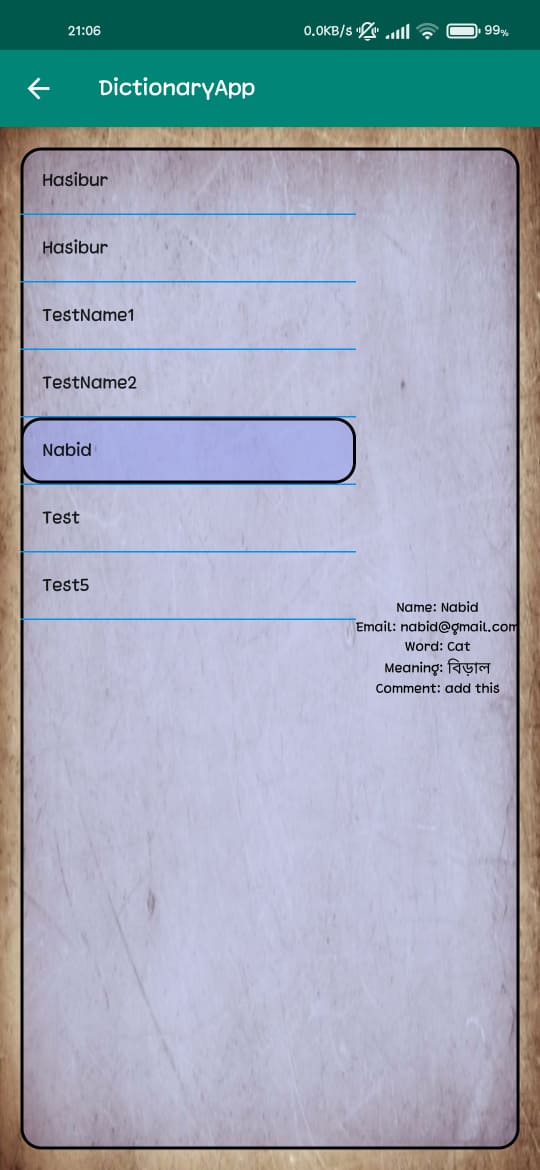 21:06
0.0KB/s
99%
DictionaryApp
Hasibur
Hasibur
TestName1
TestName2
Nabid
Test
Test5
Name: Nabid
Email: nabid@gmail.com
Word: Cat
Meaning: বিড়াল
Comment: add this